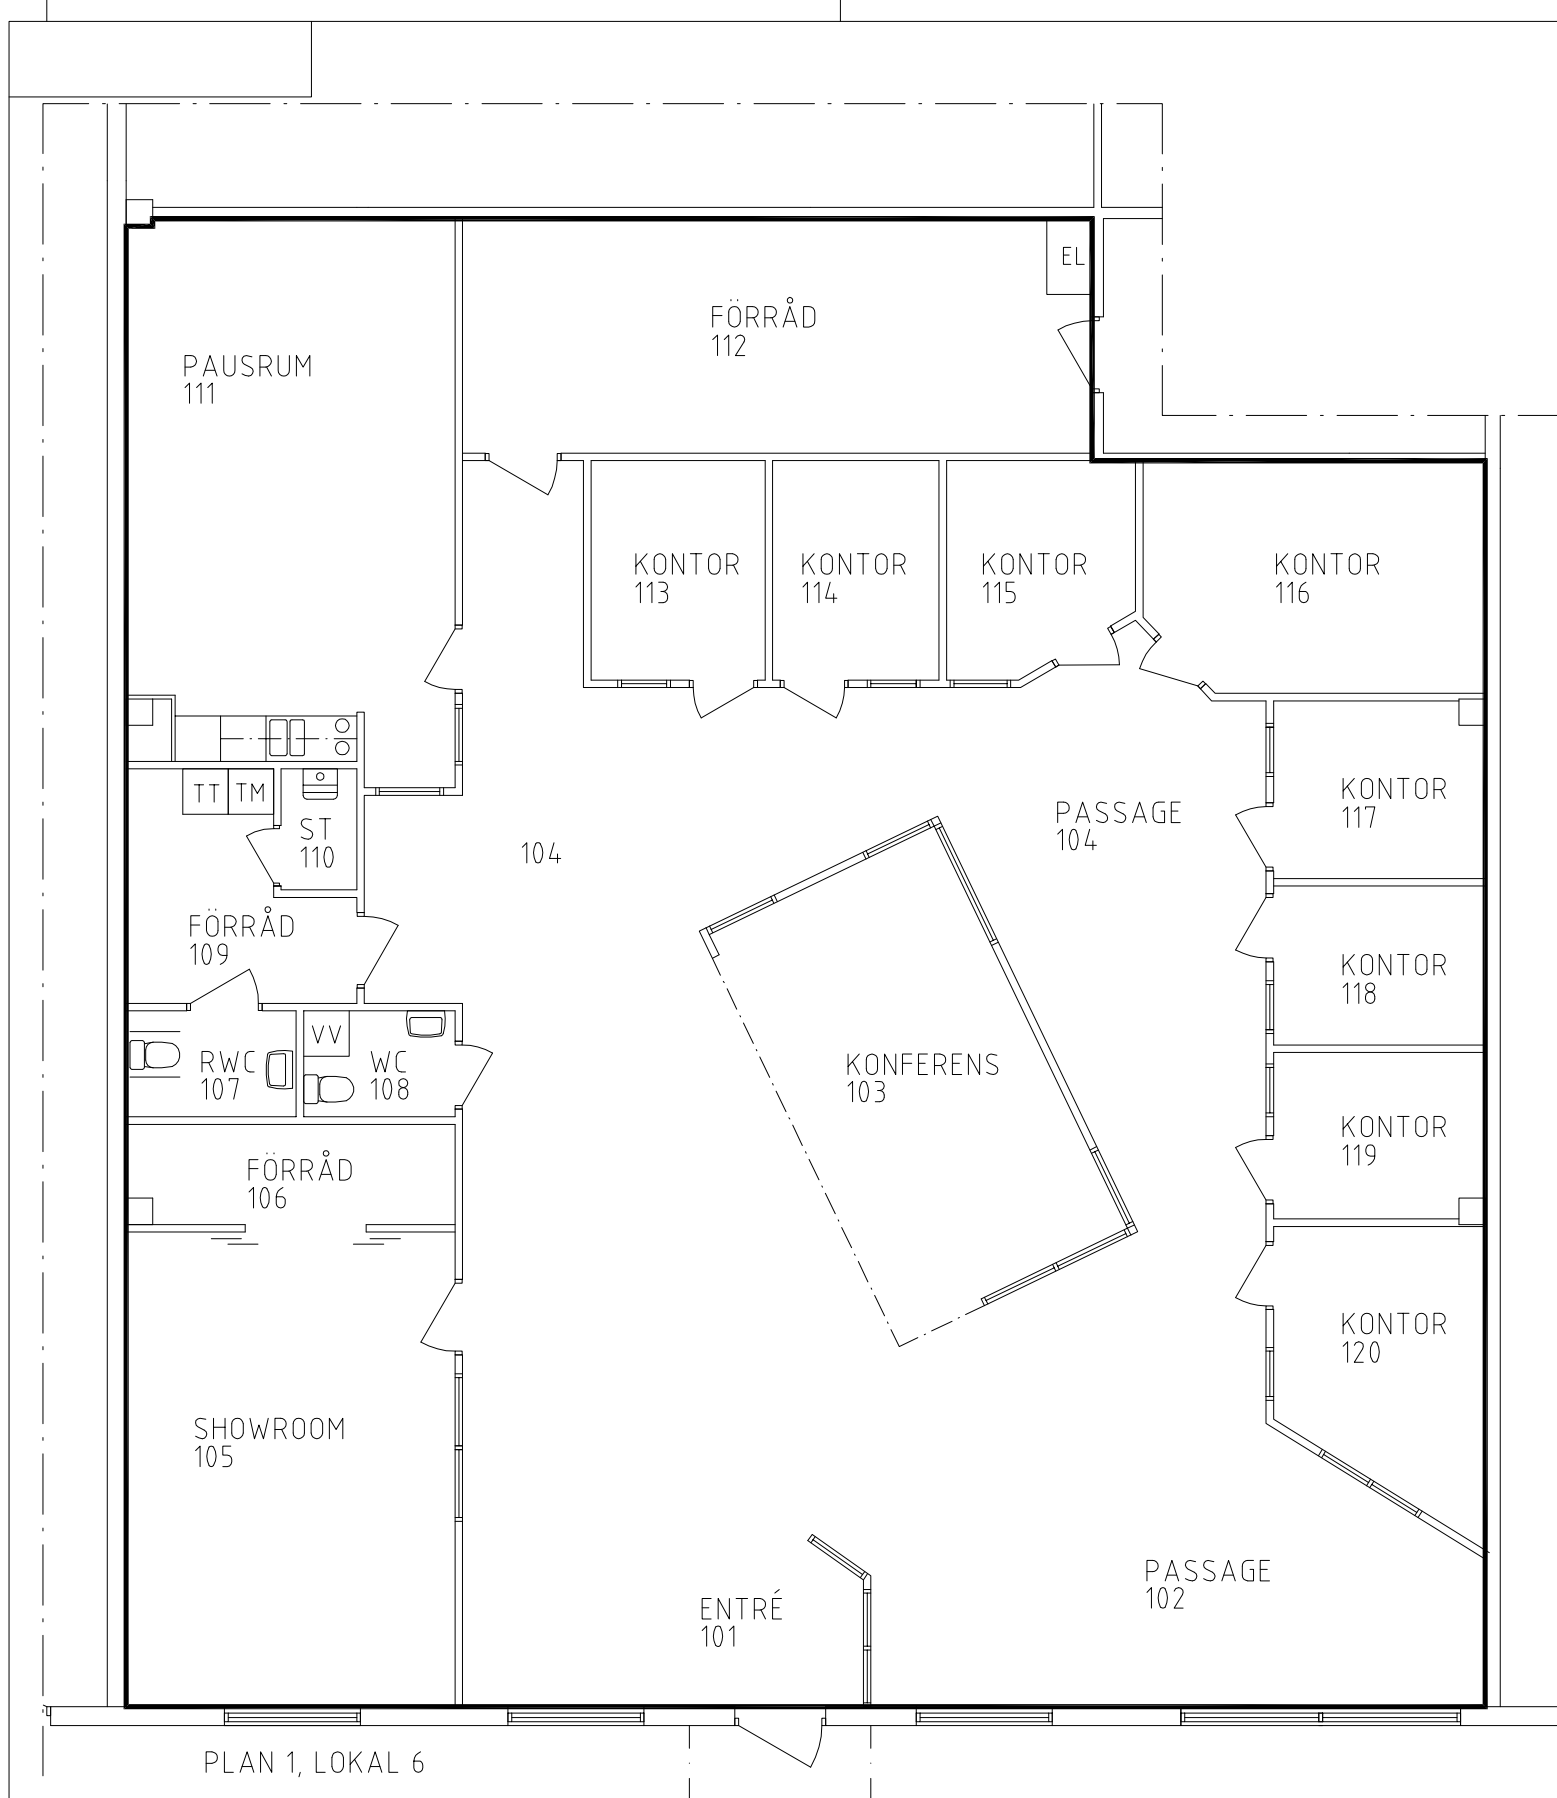 EL
FÖRRÅD
112
PAUSRUM
111
KONTOR
113
KONTOR
114
KONTOR
115
KONTOR
116
TT
TM
ST
110
104
PASSAGE
104
KONTOR
117
FÖRRÅD
109
KONTOR
118
RWC
107
VV
WC
108
KONFERENS
103
KONTOR
119
FÖRRÅD
106
KONTOR
120
SHOWROOM
105
PASSAGE
102
ENTRÉ
101
PLAN 1, LOKAL 6